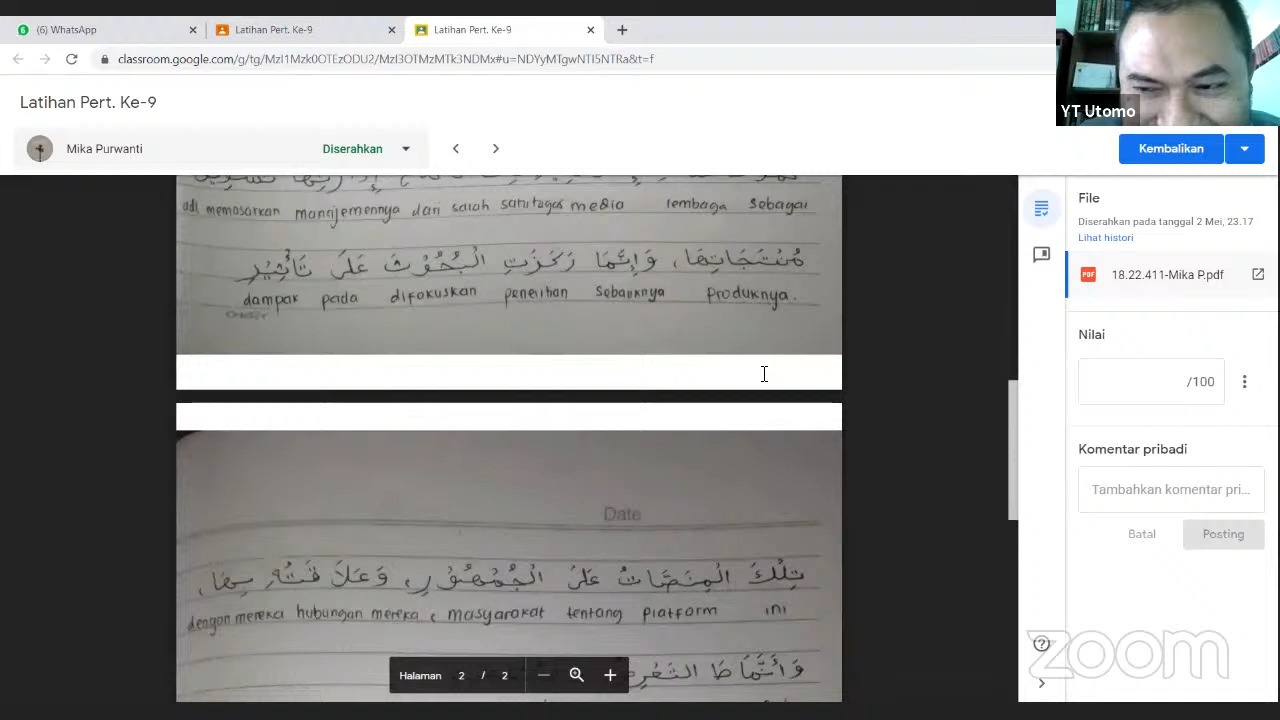 (6) WhatsApp
Latihan Pert. Ke-9
Latihan Pert. Ke-9
classroom.google.com/g/tg/MzI1Mzk0OTEzODU2/MzI3OTMzMTk3NDMx#u=NDYyMTgwNTI5NTRa&t=f
Latihan Pert. Ke-9
YT Utomo
Mika Purwanti
Diserahkan
Kembalikan
memasarkan manajemennya dari salah satu tugas media lembaga sebagai
مُنْتَجَاتِهَا، وَإِنَّمَا رَكَزَتِ الْبُحُوْثَ عَلَى تَأْثِيْرِ
dampak pada difokuskan penelitian sebaiknya Produknya.
Date
تِلْكَ الْمِنَصَّاتُ عَلَى الْجُمْهُوْرِ، وَعَلَاقَتُهُ بِهَا،
dengan mereka hubungan mereka masyarakat tentang platform ini
وَأَنْمَاطَ
Halaman 2 / 2
File
Diserahkan pada tanggal 2 Mei, 23.17
Lihat histori
PDF
18.22.411-Mika P.pdf
Nilai
/100
Komentar pribadi
Tambahkan komentar pri...
Batal
Posting
zoom